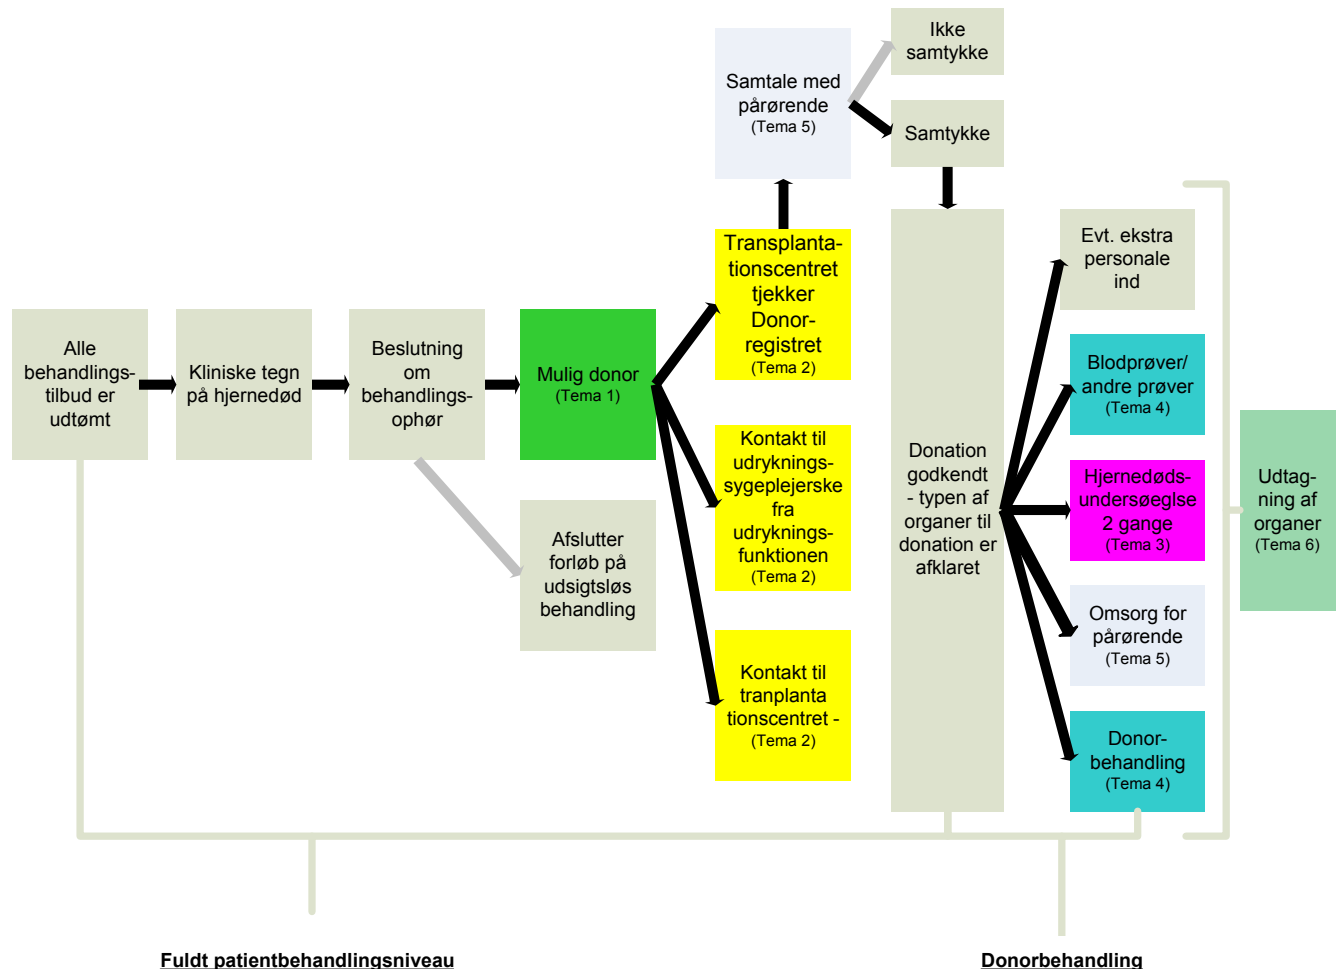 Alle
behandlings-
tilbud er
udtømt
Kliniske tegn
på hjernedød
Beslutning
om
behandlings-
ophør
Afslutter
forløb på
udsigtsløs
behandling
Mulig donor
(Tema 1)
Samtale med
pårørende
(Tema 5)
Transplanta-
tionscentret
tjekker
Donor-
registret
(Tema 2)
Kontakt til
udryknings-
sygeplejerske
fra
udryknings-
funktionen
(Tema 2)
Kontakt til
tranplanta
tionscentret -
(Tema 2)
Ikke
samtykke
Samtykke
Donation
godkendt
- typen af
organer til
donation er
afklaret
Evt. ekstra
personale
ind
Blodprøver/
andre prøver
(Tema 4)
Hjernedøds-
undersøeglse
2 gange
(Tema 3)
Omsorg for
pårørende
(Tema 5)
Donor-
behandling
(Tema 4)
Udtag-
ning af
organer
(Tema 6)
Fuldt patientbehandlingsniveau
Donorbehandling